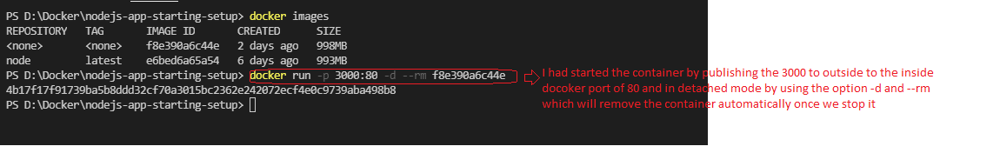 PS D:\Docker\nodejs-app-starting-setup> docker images
REPOSITORY TAG IMAGE ID CREATED SIZE
<none> <none> f8e390a6c44e 2 days ago 998MB
node latest e6bed6a65a54 6 days ago 993MB
PS D:\Docker\nodejs-app-starting-setup> docker run -p 3000:80 -d --rm f8e390a6c44e
4b17f17f91739ba5b8ddd32cf70a3015bc2362e242072ecf4e0c9739aba498b8
PS D:\Docker\nodejs-app-starting-setup>
I had started the container by publishing the 3000 to outside to the inside
docoker port of 80 and in detached mode by using the option -d and --rm
which will remove the container automatically once we stop it